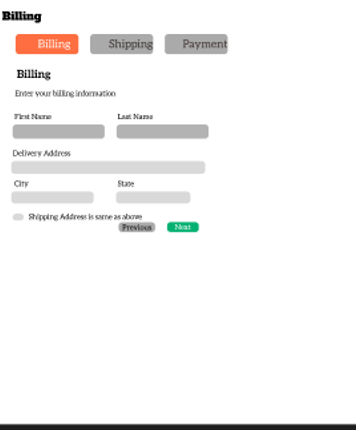 Billing
Billing Shipping Payment
Billing
Enter your billing information
First Name Last Name
Delivery Address
City State
Shipping Address is same as above
Previous Next